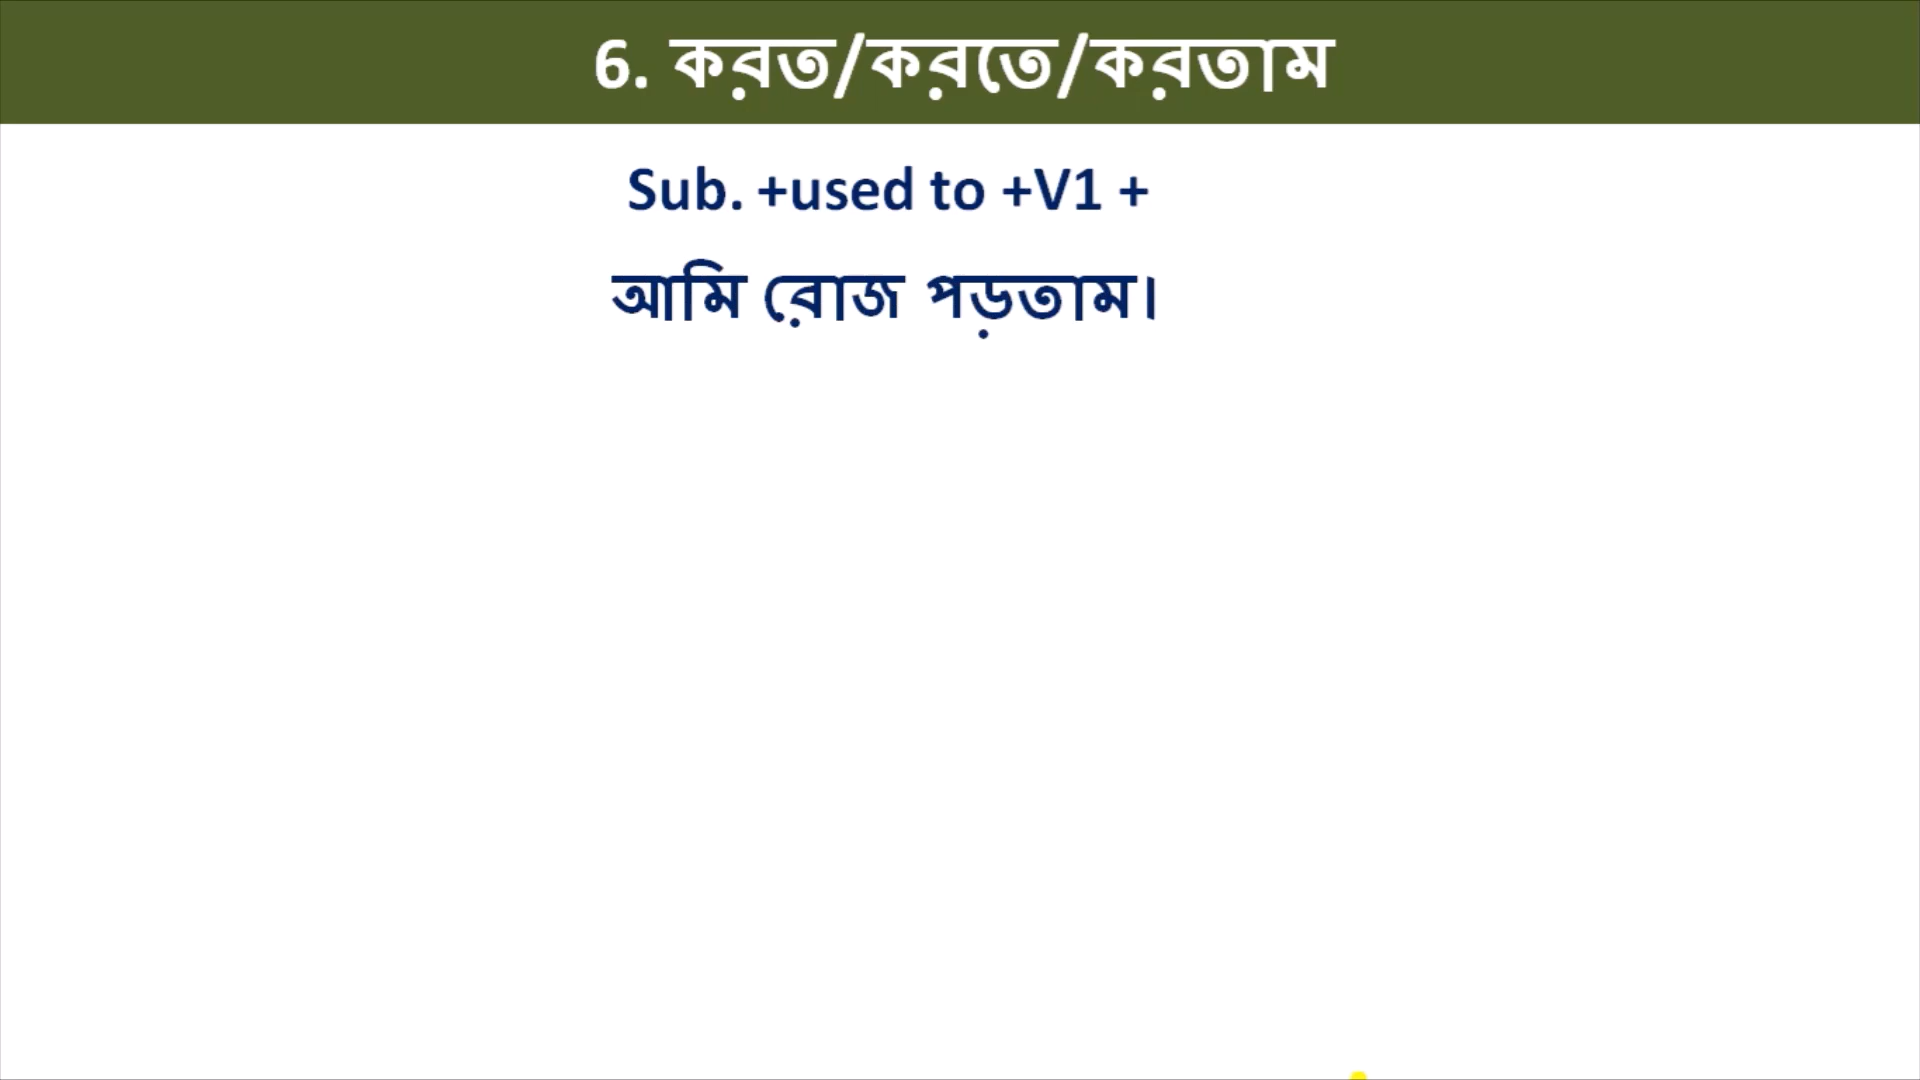 6. করত/করতে/করতাম
Sub. +used to +V1 +
আমি রোজ পড়তাম।